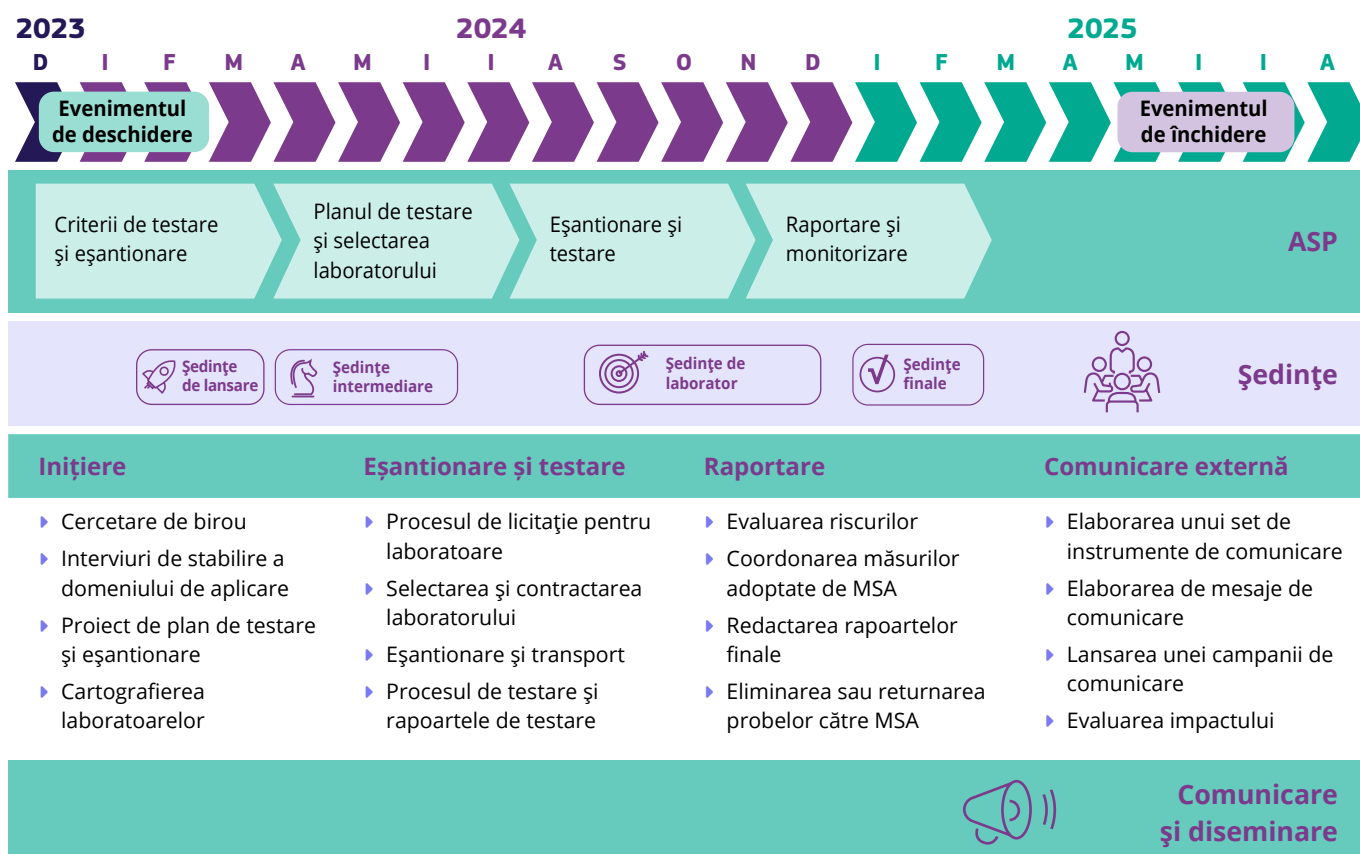 2023
2024
2025
D I F M A M I I A S O N D I F M A M I I A
Evenimentul
de deschidere
Evenimentul
de închidere
Criterii de testare
şi eşantionare
Planul de testare
şi selectarea
laboratorului
Eşantionare şi
testare
Raportare şi
monitorizare
ASP
Şedinţe
de lansare
Şedinţe
intermediare
Şedinţe de
laborator
Şedinţe
finale
Şedinţe
Inițiere
Cercetare de birou
Interviuri de stabilire a
domeniului de aplicare
Proiect de plan de testare
şi eşantionare
Cartografierea
laboratoarelor
Eșantionare și testare
Procesul de licitaţie pentru
laboratoare
Selectarea şi contractarea
laboratorului
Eşantionare şi transport
Procesul de testare şi
rapoartele de testare
Raportare
Evaluarea riscurilor
Coordonarea măsurilor
adoptate de MSA
Redactarea rapoartelor
finale
Eliminarea sau returnarea
probelor către MSA
Comunicare externă
Elaborarea unui set de
instrumente de comunicare
Elaborarea de mesaje de
comunicare
Lansarea unei campanii de
comunicare
Evaluarea impactului
Comunicare
şi diseminare